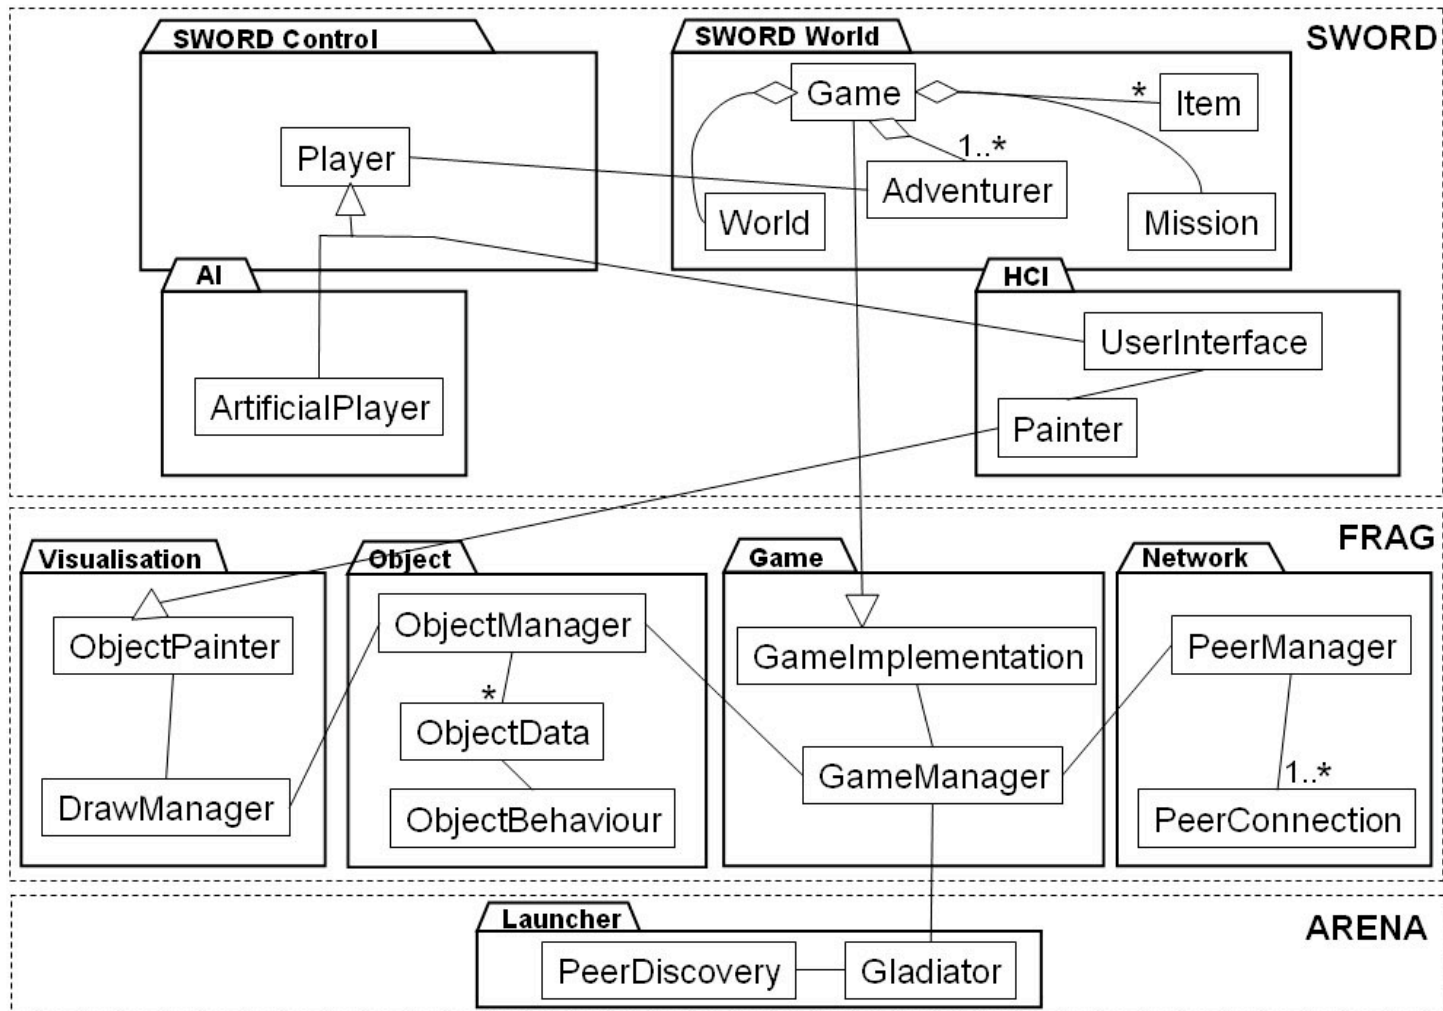 SWORD Control
SWORD World
SWORD
Game
*
Item
Player
1..*
Adventurer
World
Mission
AI
HCI
UserInterface
ArtificialPlayer
Painter
FRAG
Visualisation
Object
Game
Network
ObjectPainter
ObjectManager
GameImplementation
PeerManager
*
ObjectData
DrawManager
GameManager
1..*
ObjectBehaviour
PeerConnection
Launcher
ARENA
PeerDiscovery
Gladiator